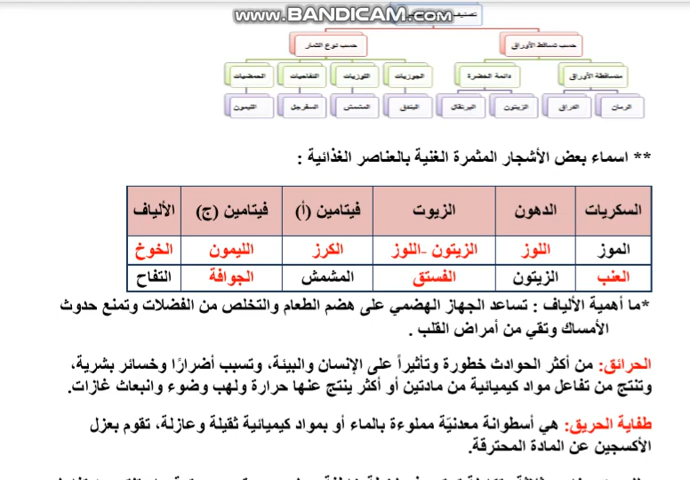 www.BANDICAM.com
تصنيف
حسب تساقط الأوراق حسب نوع الثمار
متساقطة الأوراق دائمة الخضرة الجوزيات اللوزيات التفاحيات الحمضيات
الرمان الدراق الزيتون البرتقال البندق المشمش السفرجل الليمون
** اسماء بعض الأشجار المثمرة الغنية بالعناصر الغذائية :
السكريات الدهون الزيوت فيتامين (أ) فيتامين (ج) الألياف
الموز اللوز الزيتون -اللوز الكرز الليمون الخوخ
العنب الزيتون الفستق المشمش الجوافة التفاح
*ما أهمية الألياف : تساعد الجهاز الهضمي على هضم الطعام والتخلص من الفضلات وتمنع حدوث
الأمساك وتقي من أمراض القلب .
الحرائق: من أكثر الحوادث خطورة وتأثيراً على الإنسان والبيئة، وتسبب أضرارًا وخسائر بشرية،
وتنتج من تفاعل مواد كيميائية من مادتين أو أكثر ينتج عنها حرارة ولهب وضوء وانبعاث غازات.
طفاية الحريق: هي أسطوانة معدنيّة مملوءة بالماء أو بمواد كيميائية ثقيلة وعازلة، تقوم بعزل
الأكسجين عن المادة المحترقة.